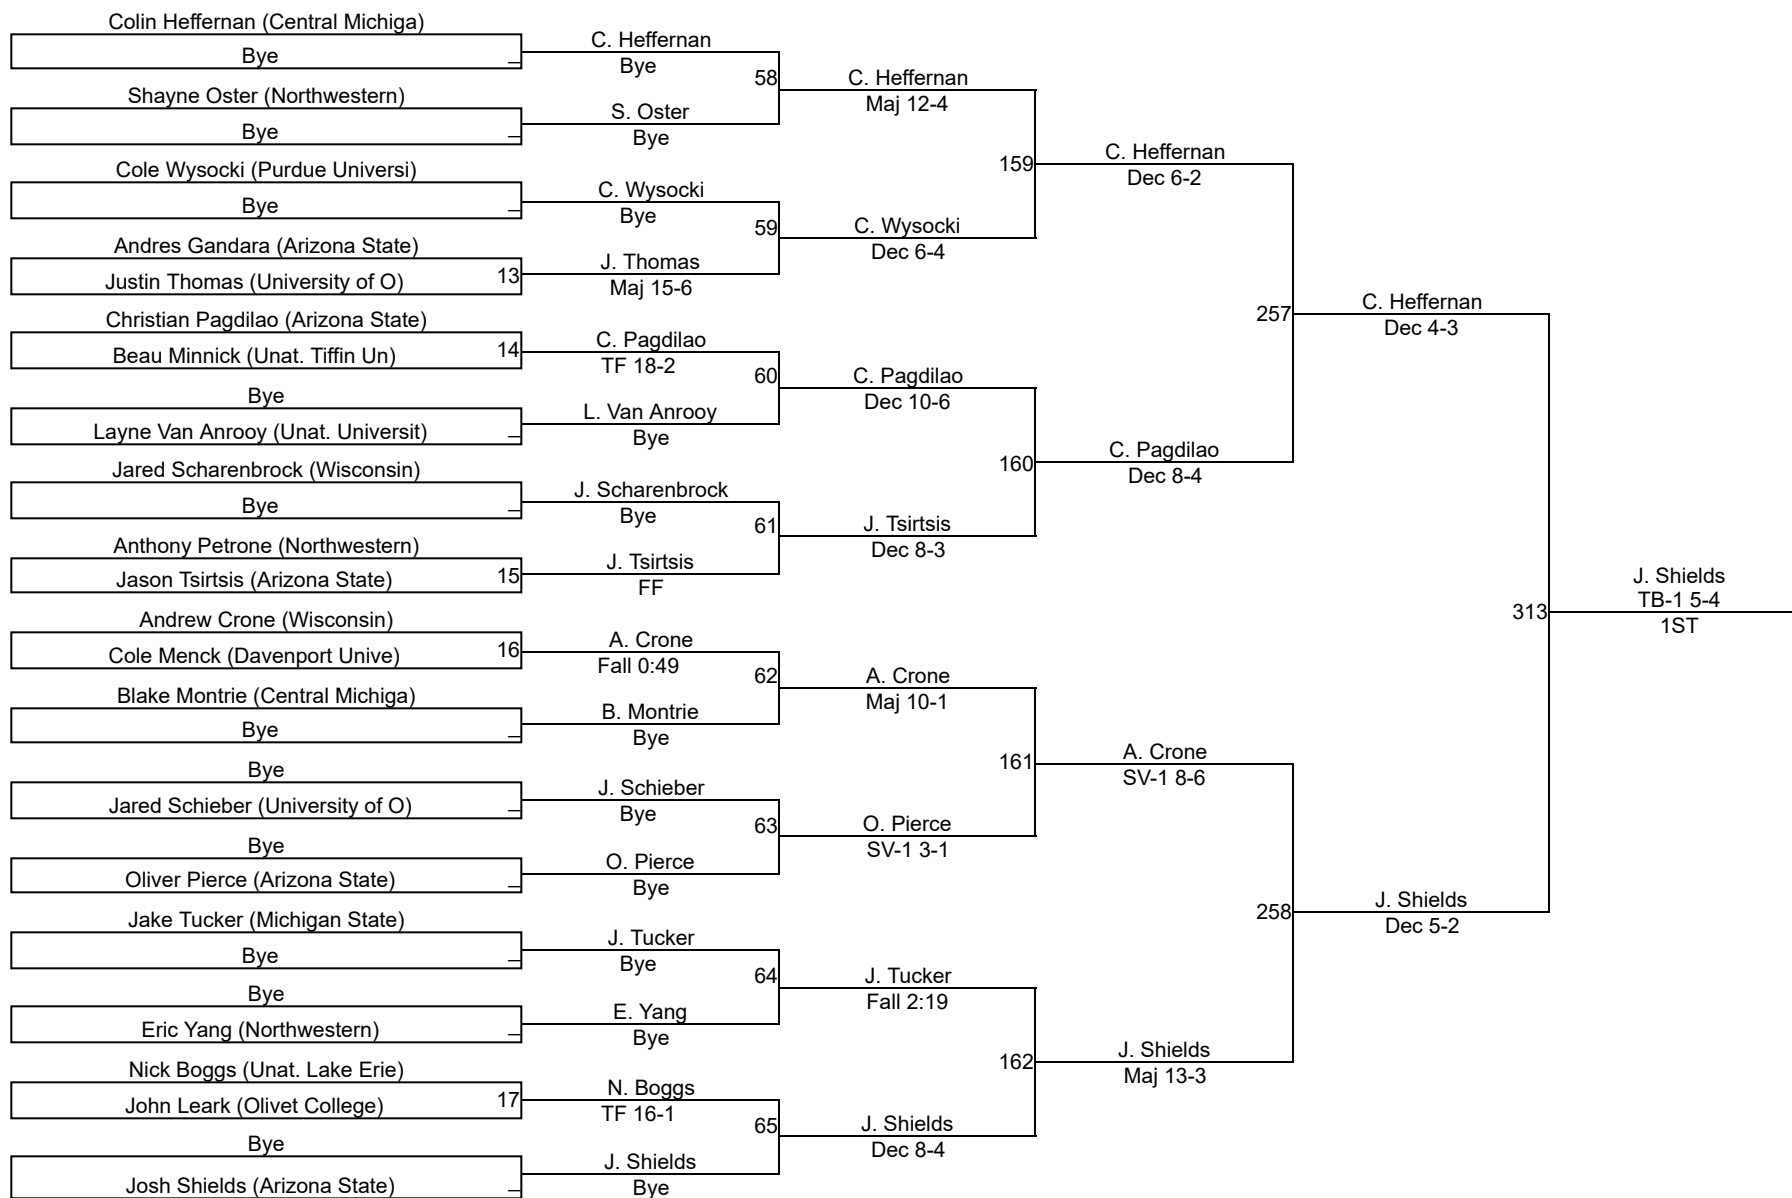 Colin Heffernan (Central Michiga)
Bye
Shayne Oster (Northwestern)
Bye
Cole Wysocki (Purdue Universi)
Bye
Andres Gandara (Arizona State)
Justin Thomas (University of O)
13
Christian Pagdilao (Arizona State)
Beau Minnick (Unat. Tiffin Un)
14
Bye
Layne Van Anrooy (Unat. Universit)
Jared Scharenbrock (Wisconsin)
Bye
Anthony Petrone (Northwestern)
Jason Tsirtsis (Arizona State)
15
Andrew Crone (Wisconsin)
Cole Menck (Davenport Unive)
16
Blake Montrie (Central Michiga)
Bye
Bye
Jared Schieber (University of O)
Bye
Oliver Pierce (Arizona State)
Jake Tucker (Michigan State)
Bye
Bye
Eric Yang (Northwestern)
Nick Boggs (Unat. Lake Erie)
John Leark (Olivet College)
17
Bye
Josh Shields (Arizona State)
C. Heffernan
Bye
58
S. Oster
Bye
C. Wysocki
Bye
59
J. Thomas
Maj 15-6
C. Pagdilao
TF 18-2
60
L. Van Anrooy
Bye
J. Scharenbrock
Bye
61
J. Tsirtsis
FF
A. Crone
Fall 0:49
62
B. Montrie
Bye
J. Schieber
Bye
63
O. Pierce
Bye
J. Tucker
Bye
64
E. Yang
Bye
N. Boggs
TF 16-1
65
J. Shields
Bye
C. Heffernan
Maj 12-4
159
C. Wysocki
Dec 6-4
C. Pagdilao
Dec 10-6
160
J. Tsirtsis
Dec 8-3
A. Crone
Maj 10-1
161
O. Pierce
SV-1 3-1
J. Tucker
Fall 2:19
162
J. Shields
Dec 8-4
C. Heffernan
Dec 6-2
257
C. Pagdilao
Dec 8-4
A. Crone
SV-1 8-6
258
J. Shields
Maj 13-3
C. Heffernan
Dec 4-3
313
J. Shields
Dec 5-2
J. Shields
TB-1 5-4
1ST